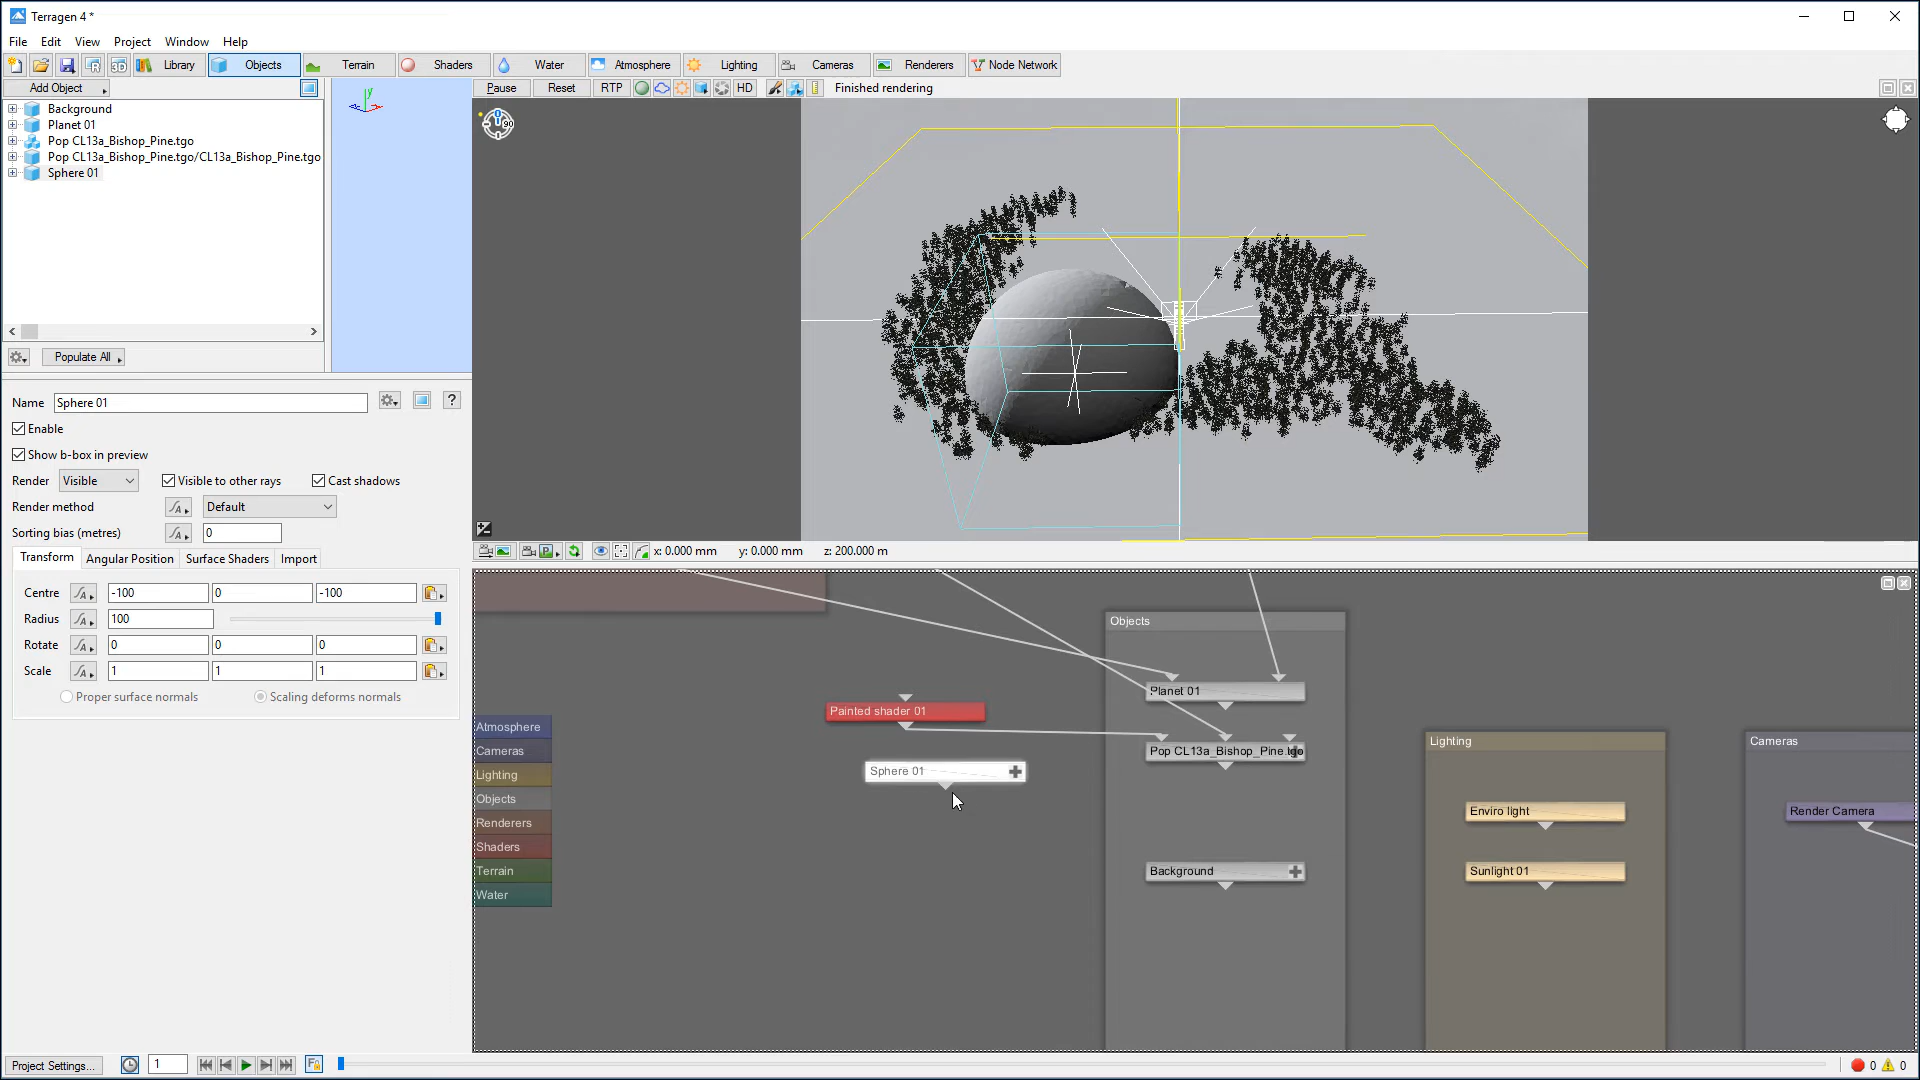 Terragen 4 *
File Edit View Project Window Help
Library Objects Terrain Shaders Water Atmosphere Lighting Cameras Renderers Node Network
Add Object
Pause Reset RTP HD Finished rendering
Background
Planet 01
Pop CL13a_Bishop_Pine.tgo
Pop CL13a_Bishop_Pine.tgo/CL13a_Bishop_Pine.tgo
Sphere 01
Populate All
Name Sphere 01
Enable
Show b-box in preview
Render Visible Visible to other rays Cast shadows
Render method Default
Sorting bias (metres) 0
Transform Angular Position Surface Shaders Import
Centre -100 0 -100
Radius 100
Rotate 0 0 0
Scale 1 1 1
Proper surface normals Scaling deforms normals
x: 0.000 mm y: 0.000 mm z: 200.000 m
Atmosphere
Cameras
Lighting
Objects
Renderers
Shaders
Terrain
Water
Painted shader 01
Sphere 01
Objects
Planet 01
Pop CL13a_Bishop_Pine.tgo
Background
Lighting
Enviro light
Sunlight 01
Cameras
Render Camera
Project Settings... 1 0 0